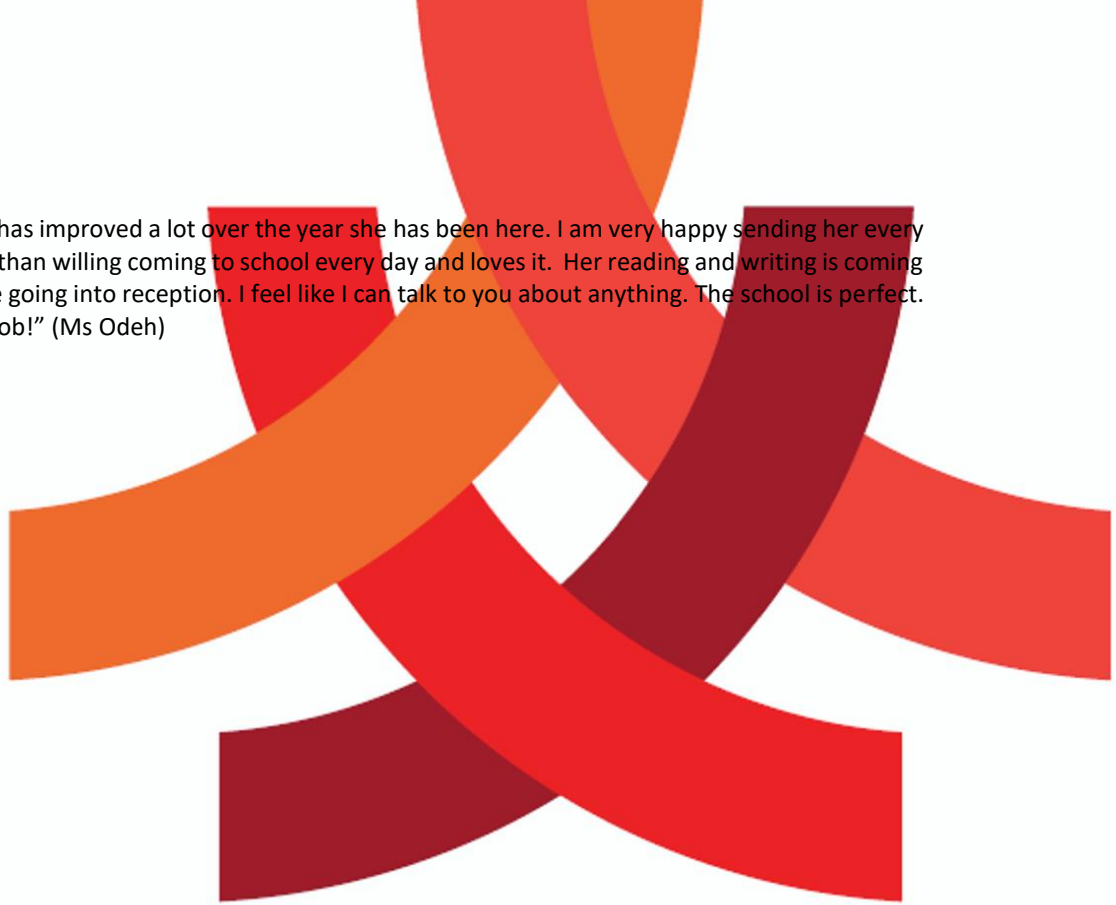 has improved a lot over the year she has been here. I am very happy sending her every
than willing coming to school every day and loves it.  Her reading and writing is coming
going into reception. I feel like I can talk to you about anything. The school is perfect.
ob!” (Ms Odeh)